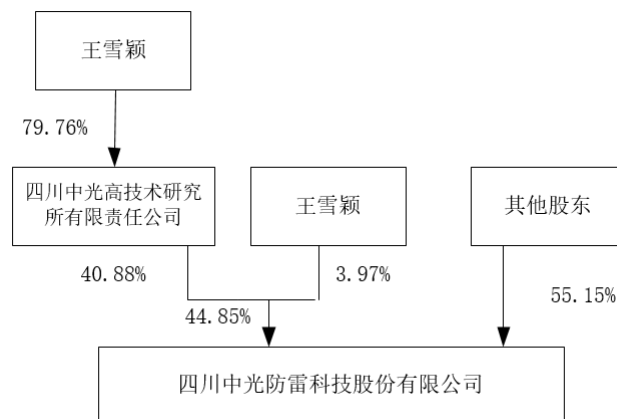 王雪颖
79.76%
四川中光高技术研究
所有限责任公司
王雪颖
其他股东
40.88%
3.97%
44.85%
55.15%
四川中光防雷科技股份有限公司